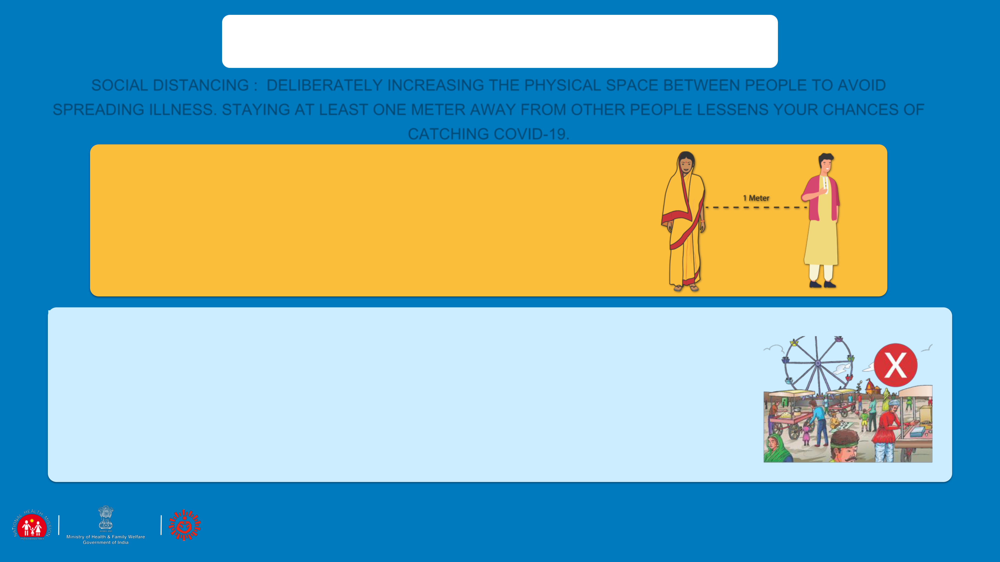 SOCIAL DISTANCING : DELIBERATELY INCREASING THE PHYSICAL SPACE BETWEEN PEOPLE TO AVOID
SPREADING ILLNESS. STAYING AT LEAST ONE METER AWAY FROM OTHER PEOPLE LESSENS YOUR CHANCES OF
CATCHING COVID-19.
1 Meter
X
NATIONAL HEALTH MISSION
Ministry of Health & Family Welfare
Government of India